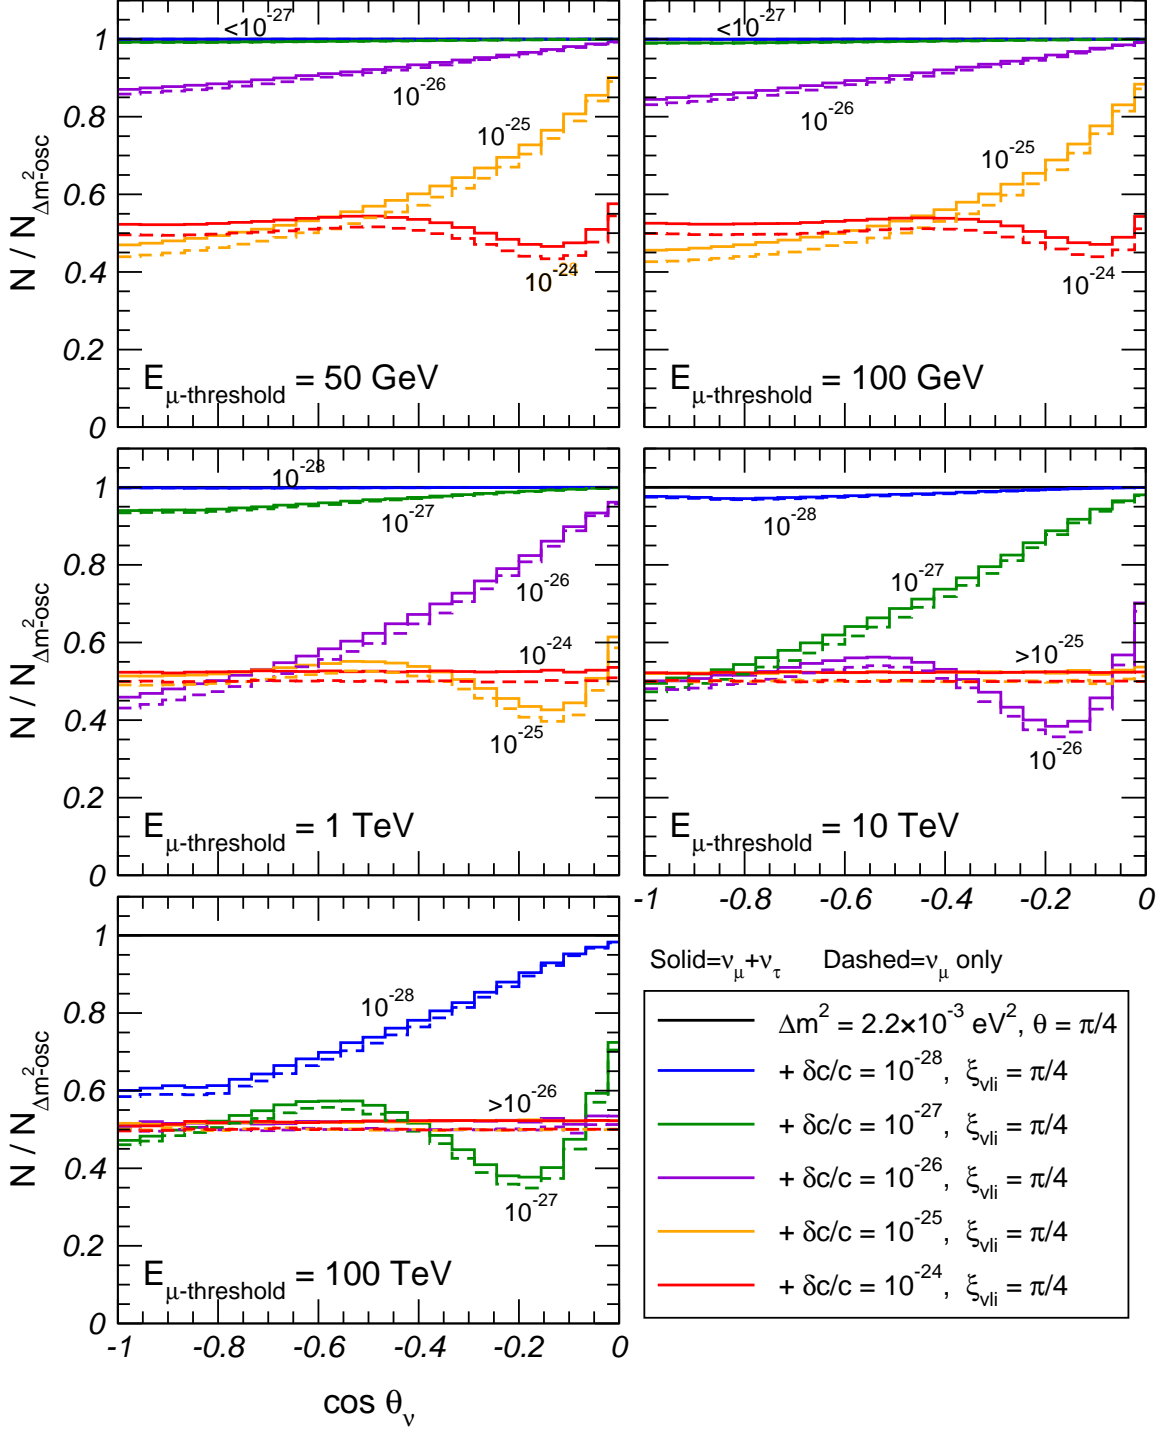 <10⁻²⁷
10⁻²⁶
10⁻²⁵
10⁻²⁴
E_μ-threshold = 50 GeV
N / N_Δm²-osc
1
0.8
0.6
0.4
0.2
0
<10⁻²⁷
10⁻²⁶
10⁻²⁵
10⁻²⁴
E_μ-threshold = 100 GeV
10⁻²⁸
10⁻²⁷
10⁻²⁶
10⁻²⁴
10⁻²⁵
E_μ-threshold = 1 TeV
N / N_Δm²-osc
1
0.8
0.6
0.4
0.2
0
10⁻²⁸
10⁻²⁷
>10⁻²⁵
10⁻²⁶
E_μ-threshold = 10 TeV
-1 -0.8 -0.6 -0.4 -0.2 0
10⁻²⁸
>10⁻²⁶
10⁻²⁷
E_μ-threshold = 100 TeV
N / N_Δm²-osc
1
0.8
0.6
0.4
0.2
0
-1 -0.8 -0.6 -0.4 -0.2 0
cos θ_ν
Solid=ν_μ+ν_τ Dashed=ν_μ only
Δm² = 2.2×10⁻³ eV², θ = π/4
+ δc/c = 10⁻²⁸, ξ_vli = π/4
+ δc/c = 10⁻²⁷, ξ_vli = π/4
+ δc/c = 10⁻²⁶, ξ_vli = π/4
+ δc/c = 10⁻²⁵, ξ_vli = π/4
+ δc/c = 10⁻²⁴, ξ_vli = π/4